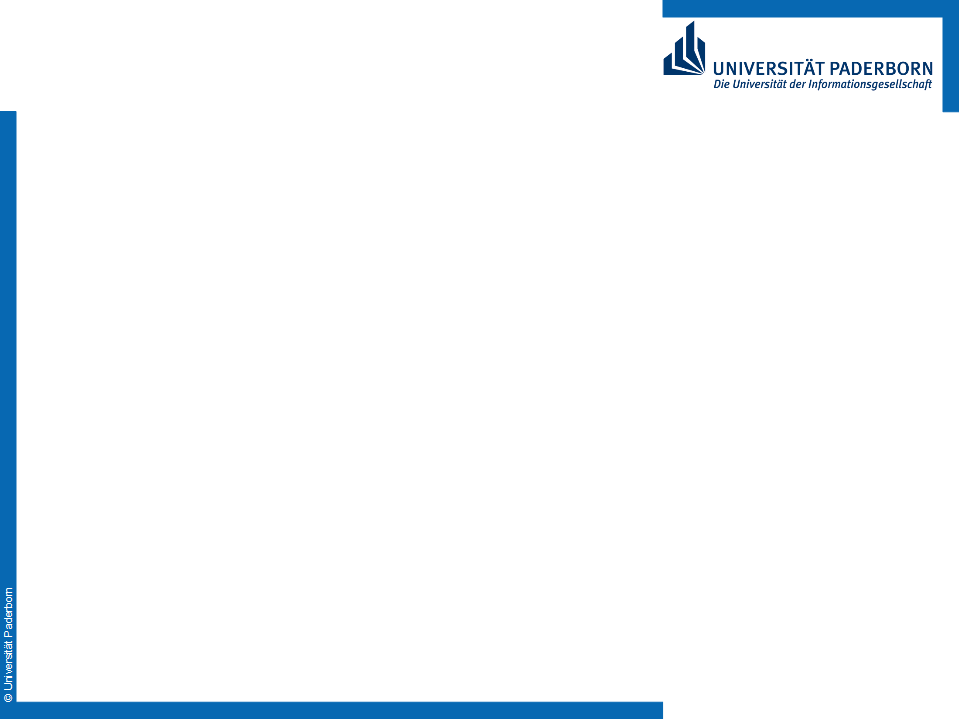 UNIVERSITÄT PADERBORN
Die Universität der Informationsgesellschaft
© Universität Paderborn